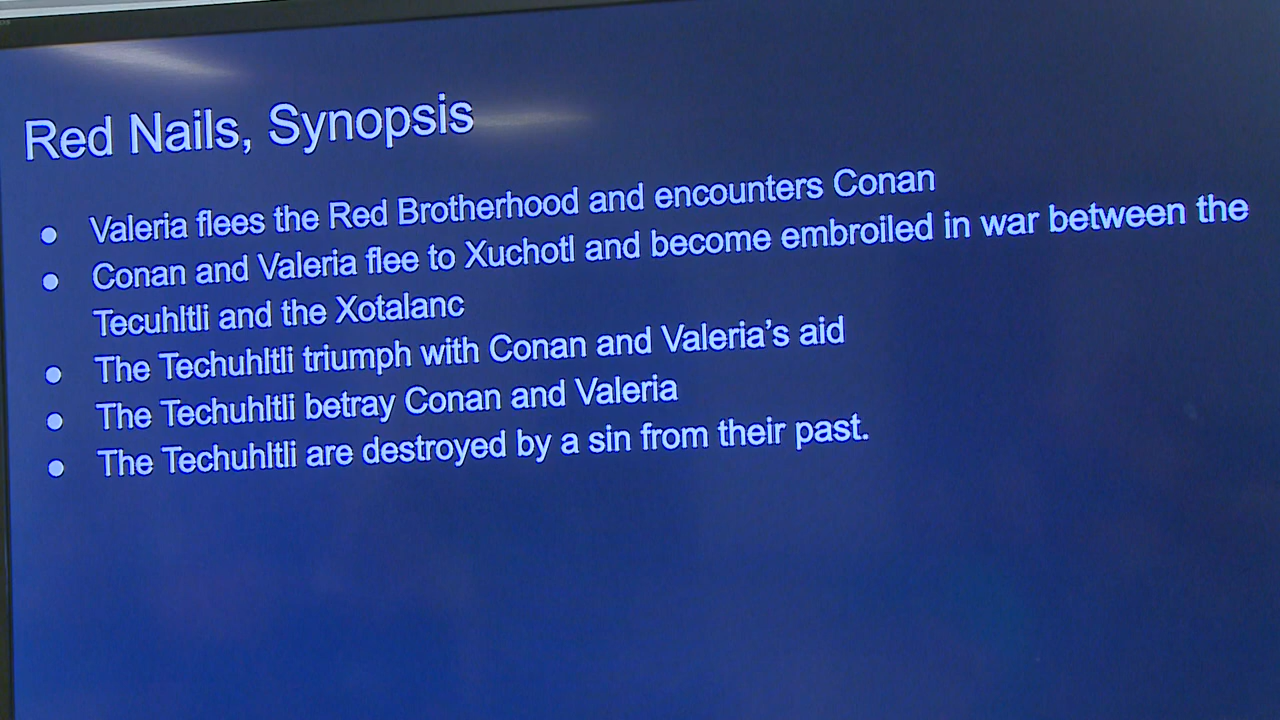 Red Nails, Synopsis
● Valeria flees the Red Brotherhood and encounters Conan
● Conan and Valeria flee to Xuchotl and become embroiled in war between the
Tecuhltli and the Xotalanc
● The Techuhltli triumph with Conan and Valeria's aid
● The Techuhltli betray Conan and Valeria
● The Techuhltli are destroyed by a sin from their past.